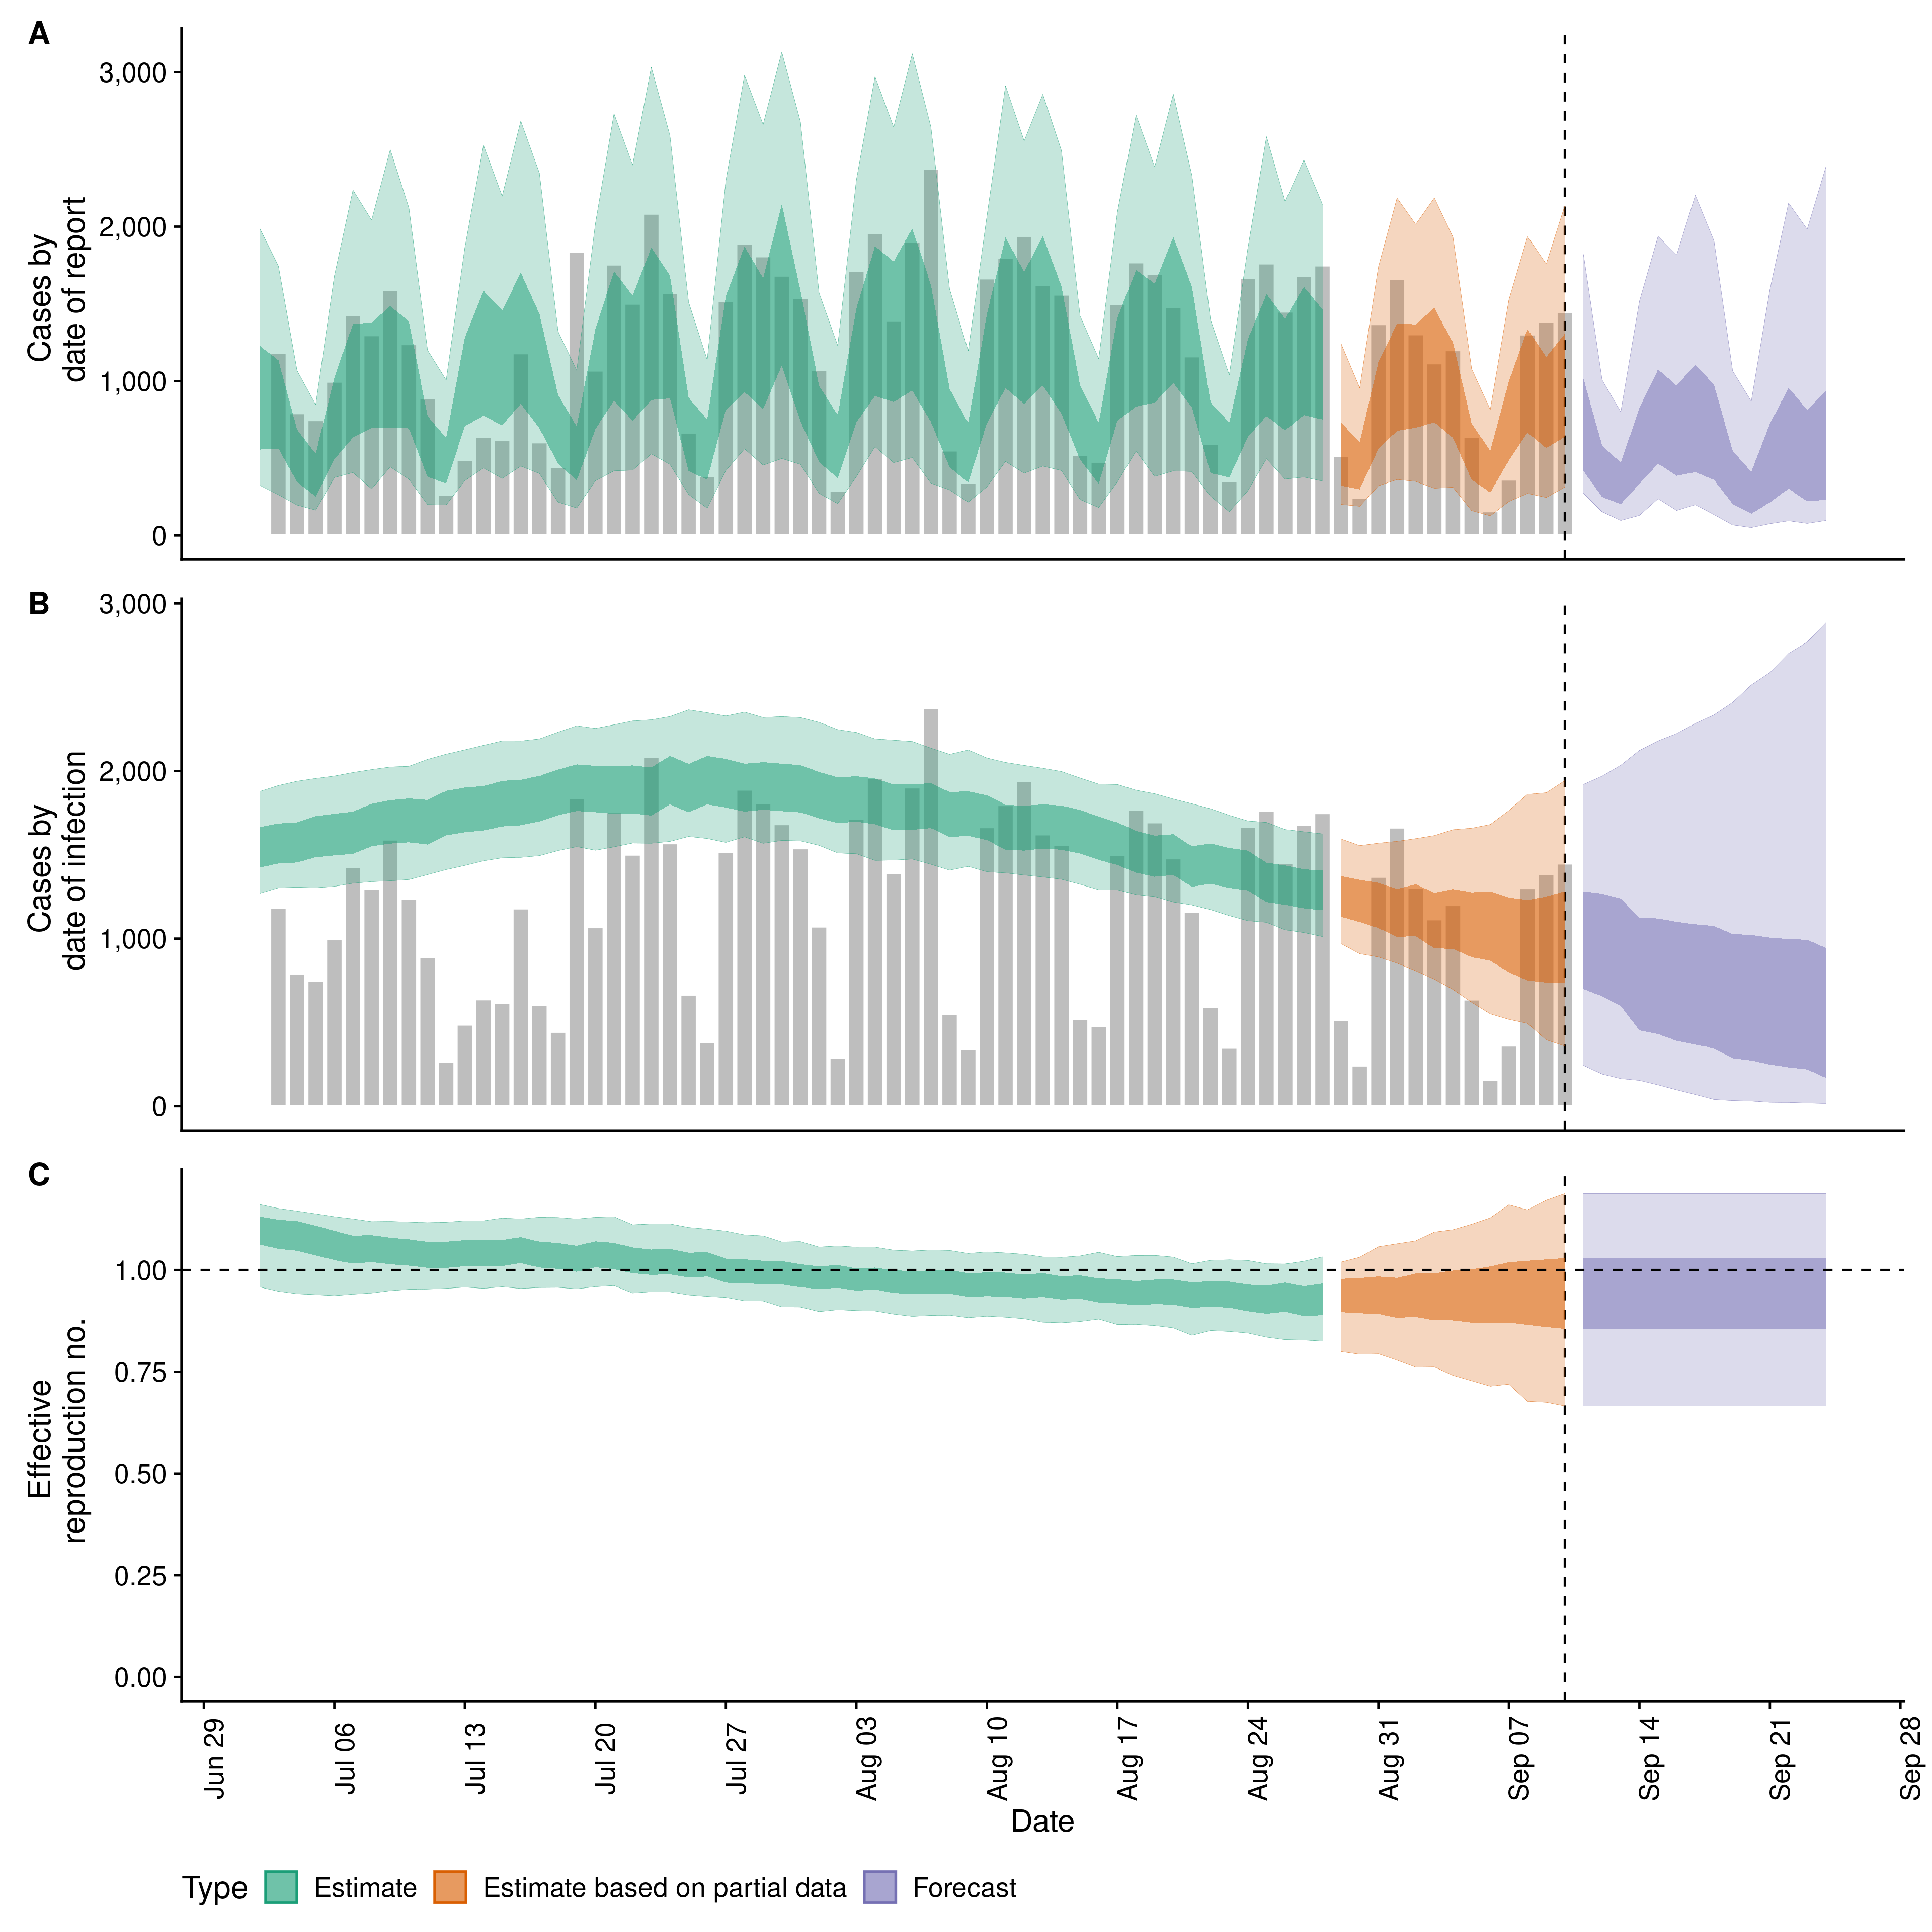 A
3,000
2,000
1,000
0
Cases by
date of report
B
3,000
2,000
1,000
0
Cases by
date of infection
C
1.00
0.75
0.50
0.25
0.00
Effective
reproduction no.
Jun 29
Jul 06
Jul 13
Jul 20
Jul 27
Aug 03
Aug 10
Aug 17
Aug 24
Aug 31
Sep 07
Sep 14
Sep 21
Sep 28
Date
Type Estimate Estimate based on partial data Forecast